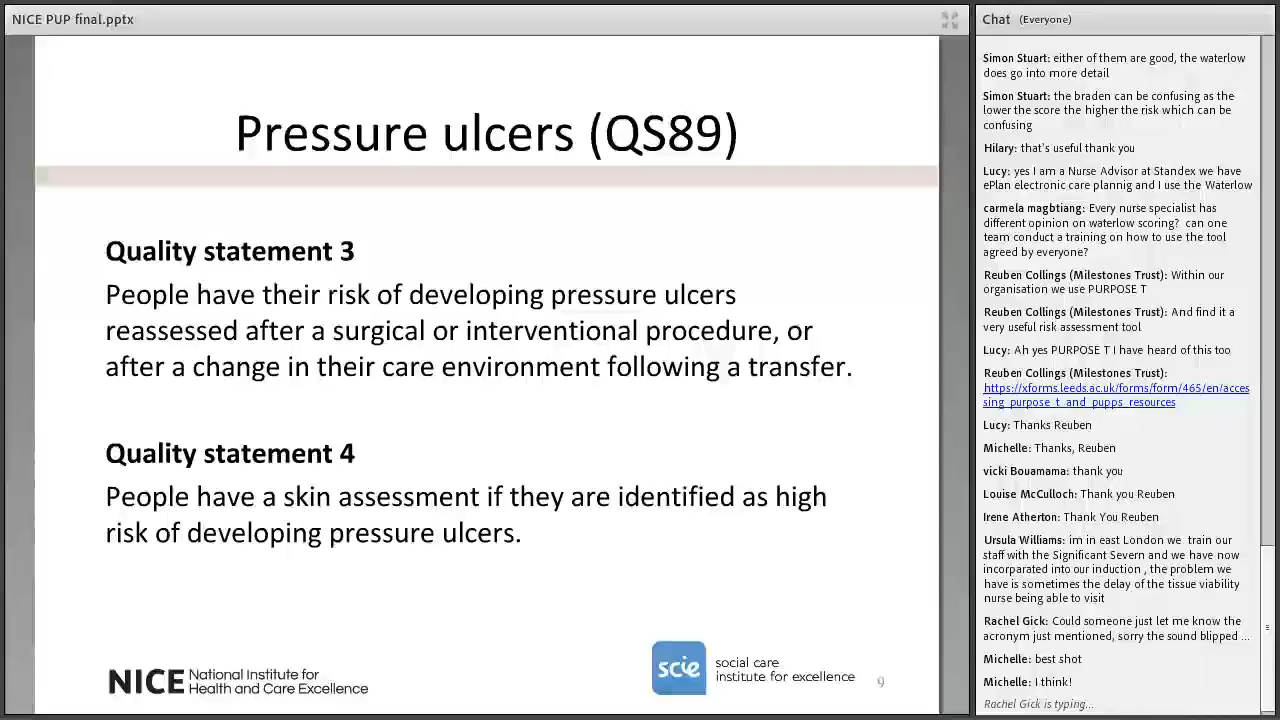 NICE PUP final.pptx
Pressure ulcers (QS89)
Quality statement 3
People have their risk of developing pressure ulcers
reassessed after a surgical or interventional procedure, or
after a change in their care environment following a transfer.
Quality statement 4
People have a skin assessment if they are identified as high
risk of developing pressure ulcers.
NICE National Institute for
Health and Care Excellence
scie social care
institute for excellence
9
Chat (Everyone)
Simon Stuart: either of them are good, the waterlow
does go into more detail
Simon Stuart: the braden can be confusing as the
lower the score the higher the risk which can be
confusing
Hilary: that's useful thank you
Lucy: yes I am a Nurse Advisor at Standex we have
ePlan electronic care plannig and I use the Waterlow
carmela magbtiang: Every nurse specialist has
different opinion on waterlow scoring? can one
team conduct a training on how to use the tool
agreed by everyone?
Reuben Collings (Milestones Trust): Within our
organisation we use PURPOSE T
Reuben Collings (Milestones Trust): And find it a
very useful risk assessment tool
Lucy: Ah yes PURPOSE T I have heard of this too
Reuben Collings (Milestones Trust):
https://xforms.leeds.ac.uk/forms/form/465/en/acces
sing_purpose_t_and_pupps_resources
Lucy: Thanks Reuben
Michelle: Thanks, Reuben
vicki Bouamama: thank you
Louise McCulloch: Thank you Reuben
Irene Atherton: Thank You Reuben
Ursula Williams: im in east London we train our
staff with the Significant Severn and we have now
incorparated into our induction , the problem we
have is sometimes the delay of the tissue viability
nurse being able to visit
Rachel Gick: Could someone just let me know the
acronym just mentioned, sorry the sound blipped ...
Michelle: best shot
Michelle: I think!
Rachel Gick is typing...